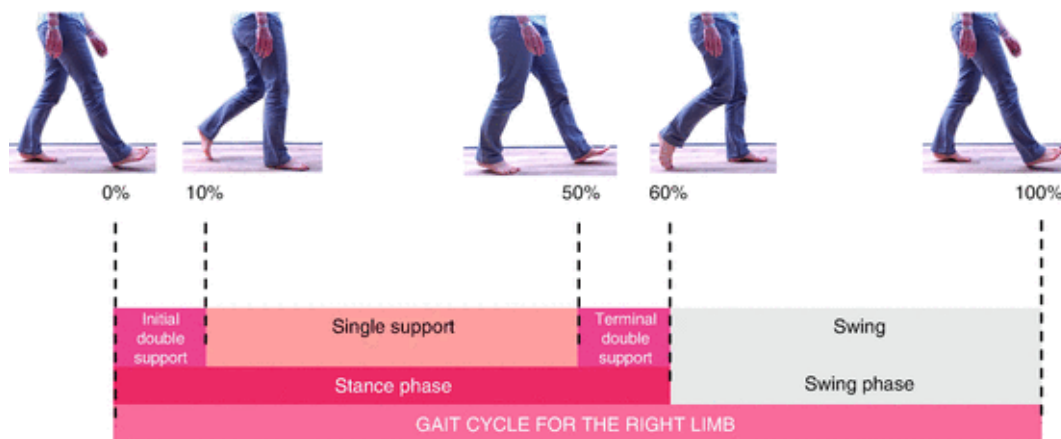 0%
10%
50%
60%
100%
Initial
double
support
Single support
Terminal
double
support
Swing
Stance phase
Swing phase
GAIT CYCLE FOR THE RIGHT LIMB